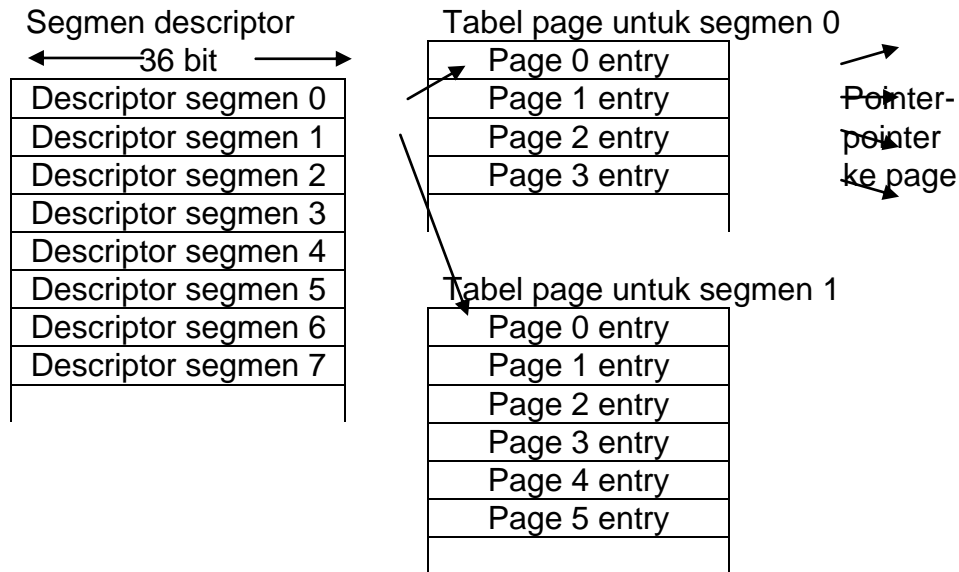 Segmen descriptor
36 bit
Descriptor segmen 0
Descriptor segmen 1
Descriptor segmen 2
Descriptor segmen 3
Descriptor segmen 4
Descriptor segmen 5
Descriptor segmen 6
Descriptor segmen 7
Tabel page untuk segmen 0
Page 0 entry
Page 1 entry
Page 2 entry
Page 3 entry
Pointer-
pointer
ke page
Tabel page untuk segmen 1
Page 0 entry
Page 1 entry
Page 2 entry
Page 3 entry
Page 4 entry
Page 5 entry